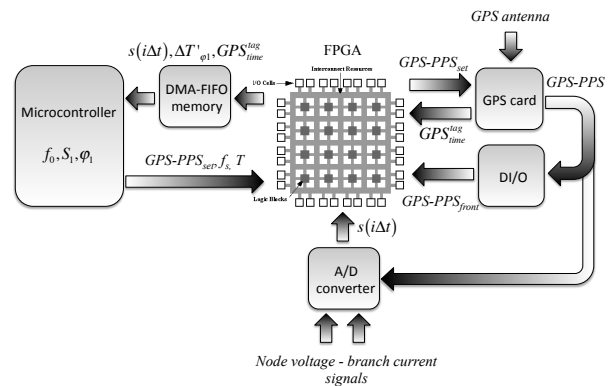 GPS antenna
FPGA
s(iΔt), ΔT'φ1, GPS^tag_time
Interconnect Resources
GPS-PPS_set
GPS-PPS
I/O Cells
DMA-FIFO
memory
GPS card
Microcontroller
GPS^tag_time
f0, S1, φ1
GPS-PPS_set, fs, T
DI/O
Logic Blocks
GPS-PPS_front
s(iΔt)
A/D
converter
Node voltage - branch current
signals